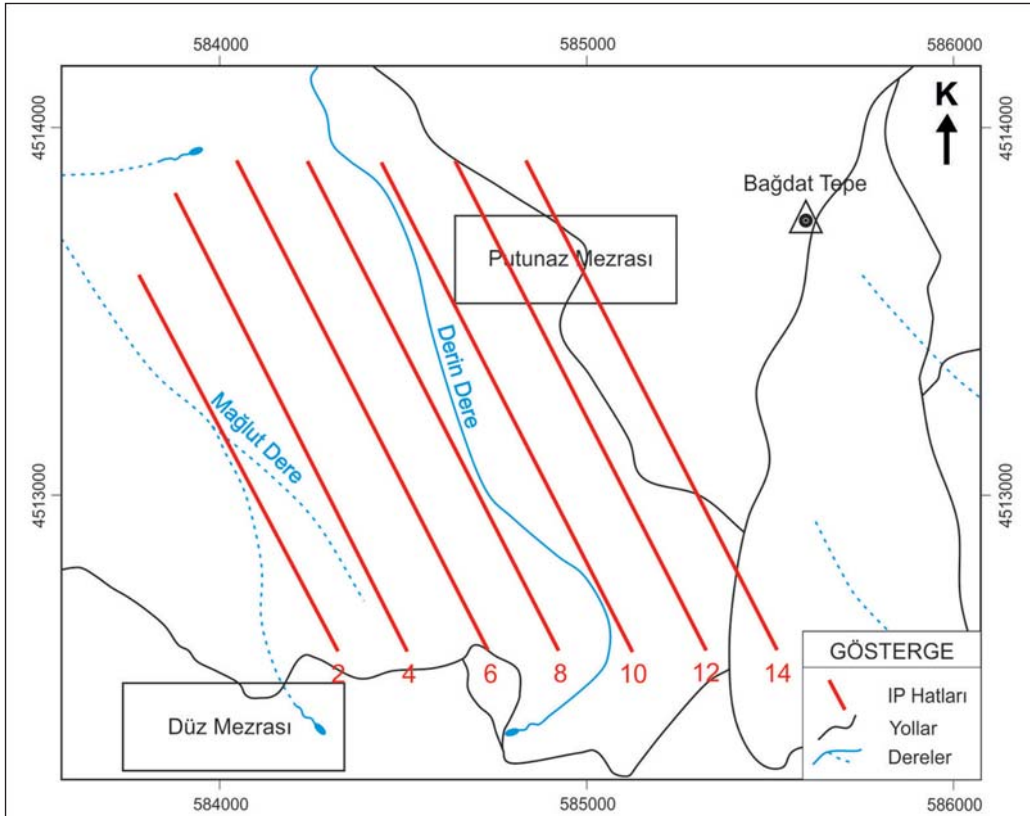 584000
585000
586000
4514000
4514000
K
Bağdat Tepe
Putunaz Mezrası
Derin Dere
Mağlut Dere
4513000
4513000
2
4
6
8
10
12
14
Düz Mezrası
GÖSTERGE
IP Hatları
Yollar
Dereler
584000
585000
586000